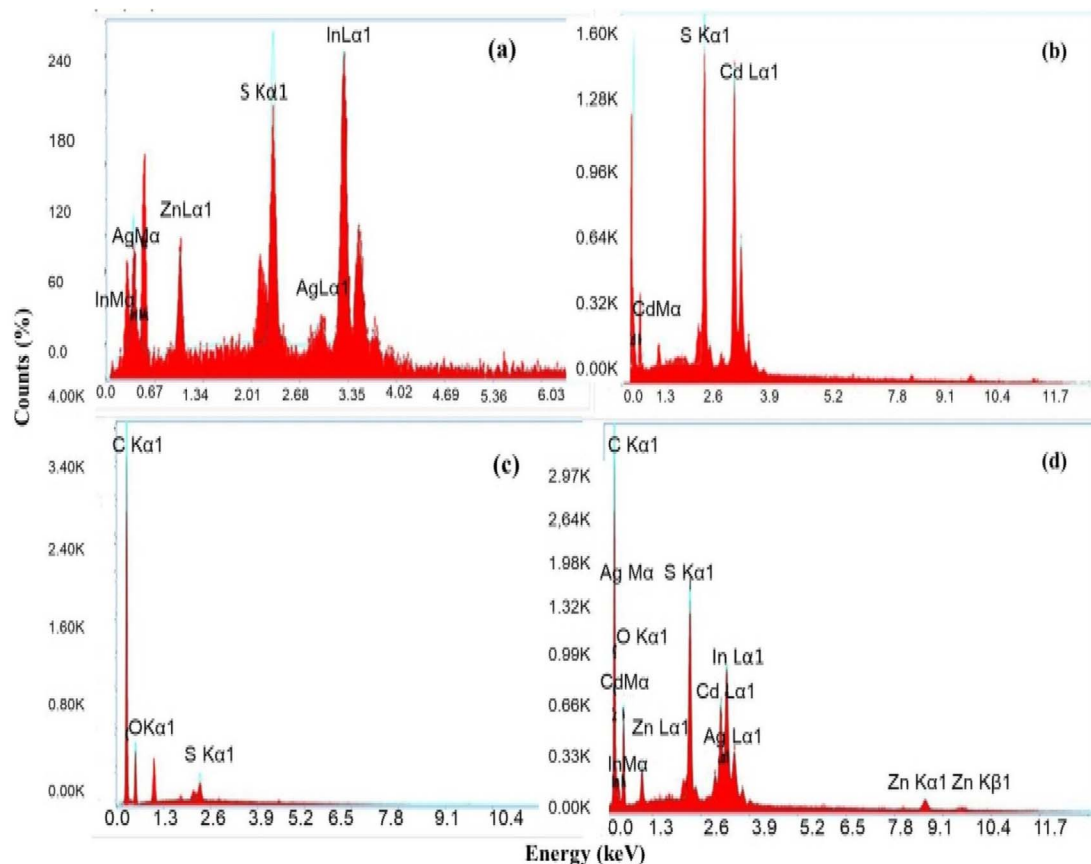 (a)
InLα1
S Kα1
ZnLα1
AgMα
AgLα1
InMα
240
180
120
60
0.0
0.0 0.67 1.34 2.01 2.68 3.35 4.02 4.69 5.36 6.03
(b)
S Kα1
Cd Lα1
CdMα
1.60K
1.28K
0.96K
0.64K
0.32K
0.00K
0.0 1.3 2.6 3.9 5.2 6.5 7.8 9.1 10.4 11.7
Counts (%)
(c)
C Kα1
OKα1
S Kα1
4.00K
3.40K
2.40K
1.60K
0.80K
0.00K
0.0 1.3 2.6 3.9 5.2 6.5 7.8 9.1 10.4
(d)
C Kα1
Ag Mα
S Kα1
O Kα1
In Lα1
CdMα
Cd Lα1
Zn Lα1
Ag Lα1
InMα
Zn Kα1 Zn Kβ1
2.97K
2,64K
1.98K
1.32K
0.99K
0.66K
0.33K
0.00K
0.0 1.3 2.6 3.9 5.2 6.5 7.8 9.1 10.4 11.7
Energy (keV)